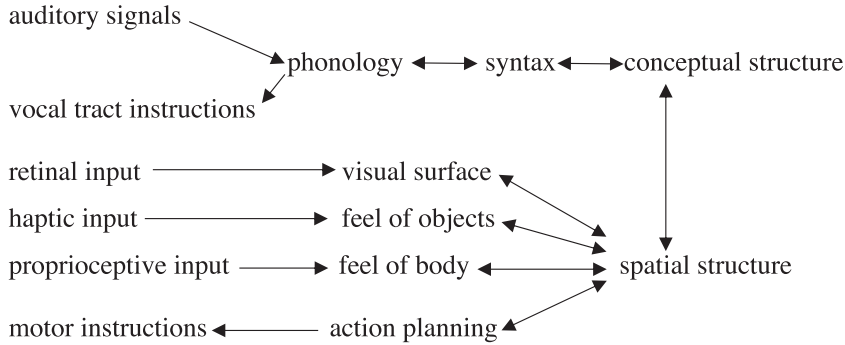 auditory signals
phonology syntax conceptual structure
vocal tract instructions
retinal input visual surface
haptic input feel of objects
proprioceptive input feel of body spatial structure
motor instructions action planning